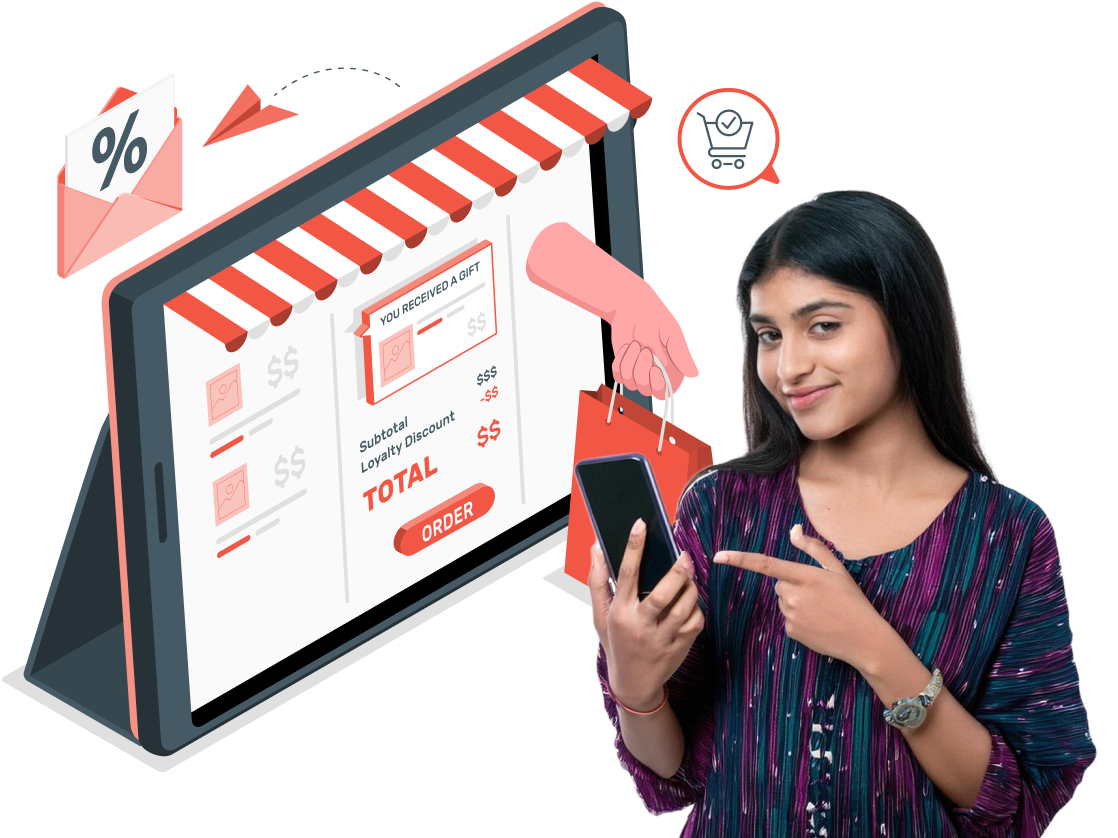 %
YOU RECEIVED A GIFT
$$
$$
$$
$$$
-$$
Subtotal
Loyalty Discount
TOTAL
$$
ORDER